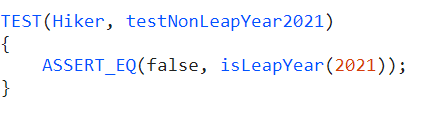 TEST(Hiker, testNonLeapYear2021)
{
    ASSERT_EQ(false, isLeapYear(2021));
}